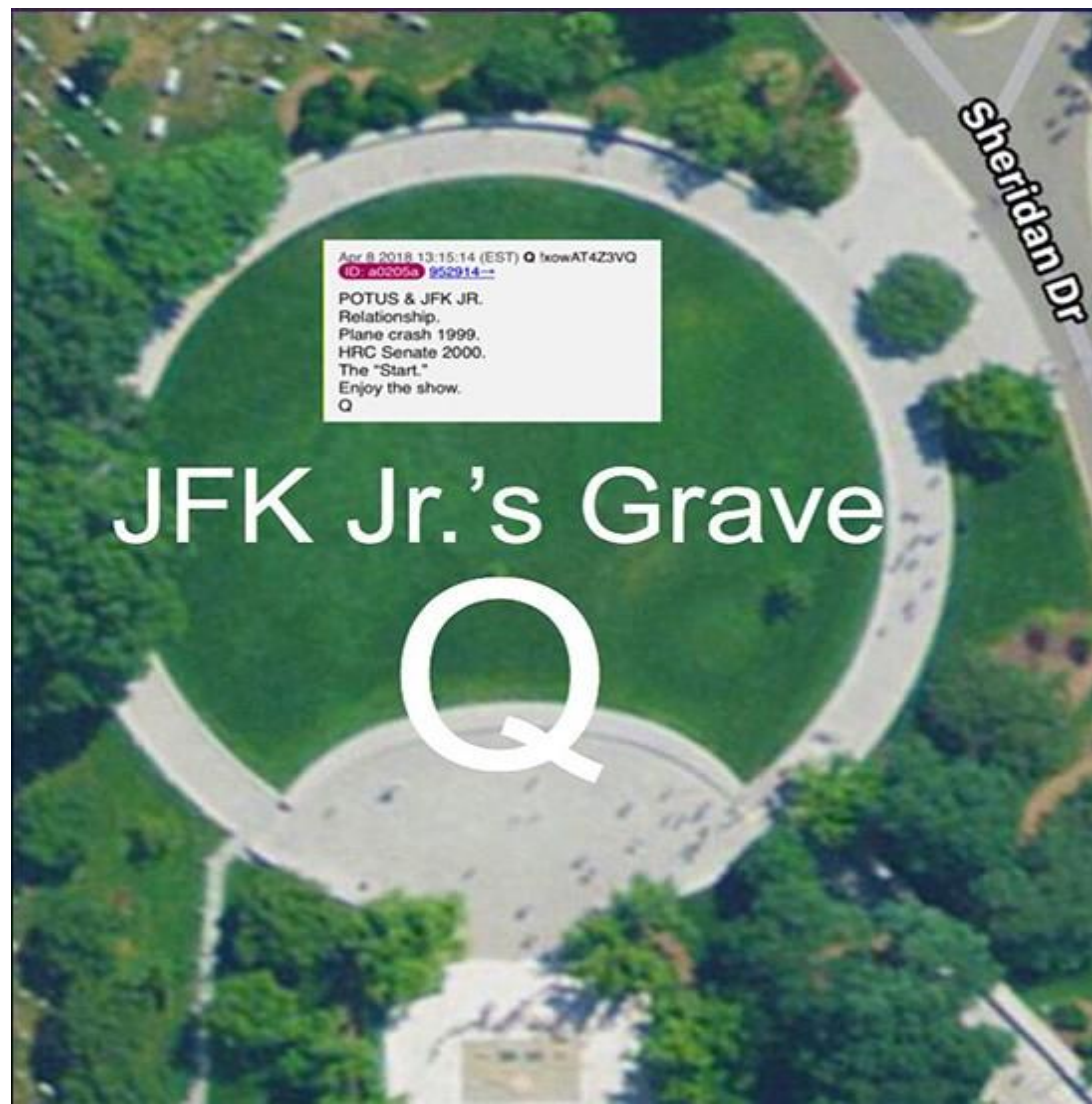 Sheridan Dr
Apr 8 2018 13:15:14 (EST) Q !xowAT4Z3VQ
ID: a0205a 952914→
POTUS & JFK JR.
Relationship.
Plane crash 1999.
HRC Senate 2000.
The “Start.”
Enjoy the show.
Q
JFK Jr.’s Grave
Q